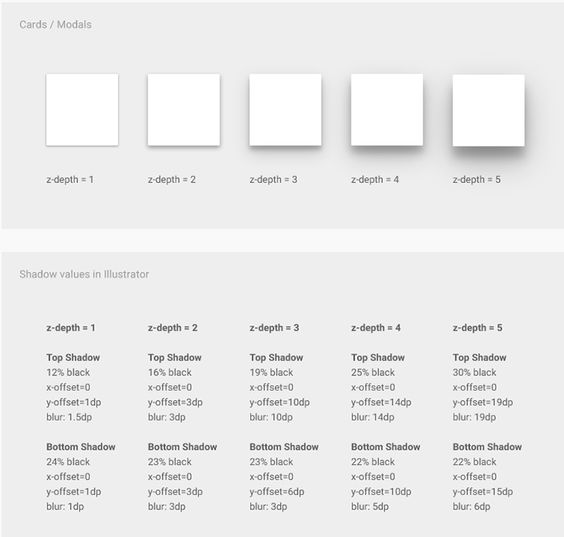 Cards / Modals
z-depth = 1 z-depth = 2 z-depth = 3 z-depth = 4 z-depth = 5
Shadow values in Illustrator
z-depth = 1 z-depth = 2 z-depth = 3 z-depth = 4 z-depth = 5
Top Shadow Top Shadow Top Shadow Top Shadow Top Shadow
12% black 16% black 19% black 25% black 30% black
x-offset=0 x-offset=0 x-offset=0 x-offset=0 x-offset=0
y-offset=1dp y-offset=3dp y-offset=10dp y-offset=14dp y-offset=19dp
blur: 1.5dp blur: 3dp blur: 10dp blur: 14dp blur: 19dp
Bottom Shadow Bottom Shadow Bottom Shadow Bottom Shadow Bottom Shadow
24% black 23% black 23% black 22% black 22% black
x-offset=0 x-offset=0 x-offset=0 x-offset=0 x-offset=0
y-offset=1dp y-offset=3dp y-offset=6dp y-offset=10dp y-offset=15dp
blur: 1dp blur: 3dp blur: 3dp blur: 5dp blur: 6dp